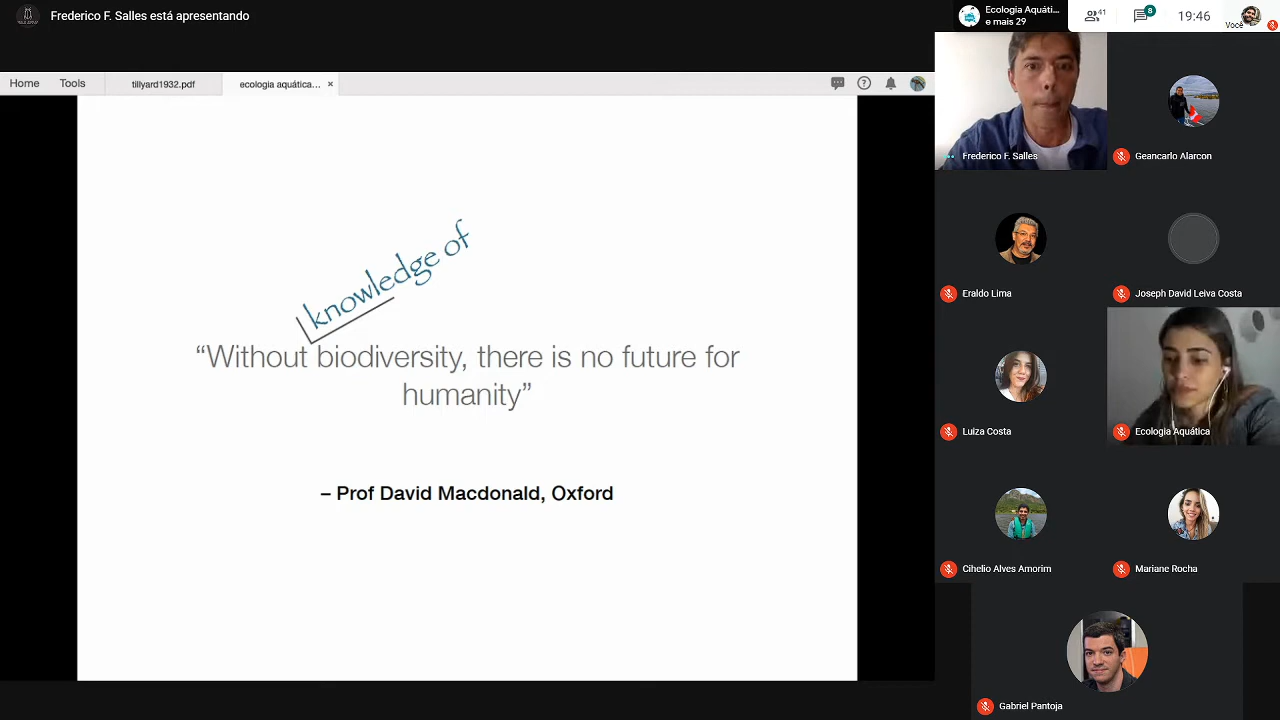 Frederico F. Salles está apresentando
Ecologia Aquáti...
e mais 29
41
8
19:46
Você
Home
Tools
tillyard1932.pdf
ecologia aquática...
knowledge of
“Without biodiversity, there is no future for
humanity”
– Prof David Macdonald, Oxford
Frederico F. Salles
Geancarlo Alarcon
Eraldo Lima
Joseph David Leiva Costa
Luiza Costa
Ecologia Aquática
Cihelio Alves Amorim
Mariane Rocha
Gabriel Pantoja